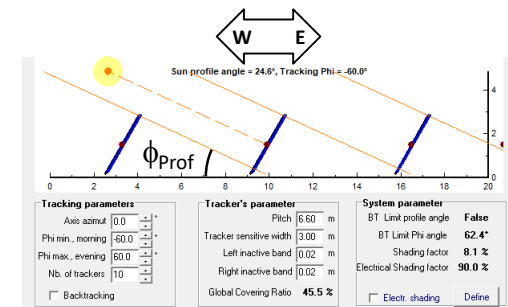 W E
Sun profile angle = 24.6°, Tracking Phi = -60.0°
4
2
ϕProf
0
0 2 4 6 8 10 12 14 16 18 20
Tracking parameters
Axis azimut 0.0 °
Phi min., morning -60.0 °
Phi max., evening 60.0 °
Nb. of trackers 10
Backtracking
Tracker's parameter
Pitch 6.60 m
Tracker sensitive width 3.00 m
Left inactive band 0.02 m
Right inactive band 0.02 m
Global Covering Ratio 45.5 %
System parameter
BT Limit profile angle False
BT Limit Phi angle 62.4°
Shading factor 8.1 %
Electrical Shading factor 90.0 %
Electr. shading Define